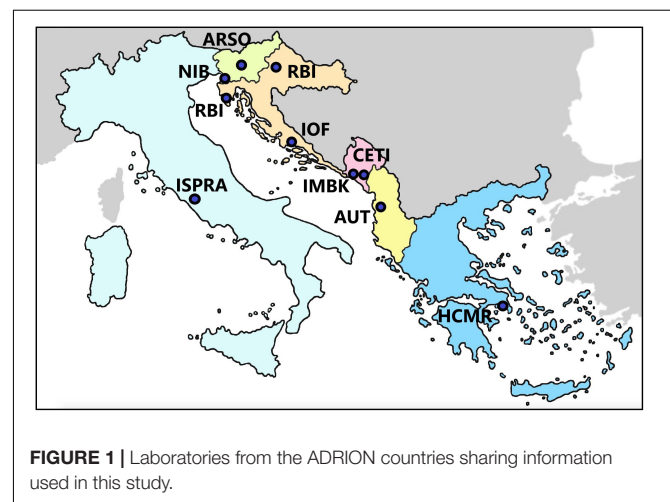 ARSO
NIB
RBI
RBI
IOF
CETI
IMBK
ISPRA
AUT
HCMR
FIGURE 1 | Laboratories from the ADRION countries sharing information
used in this study.